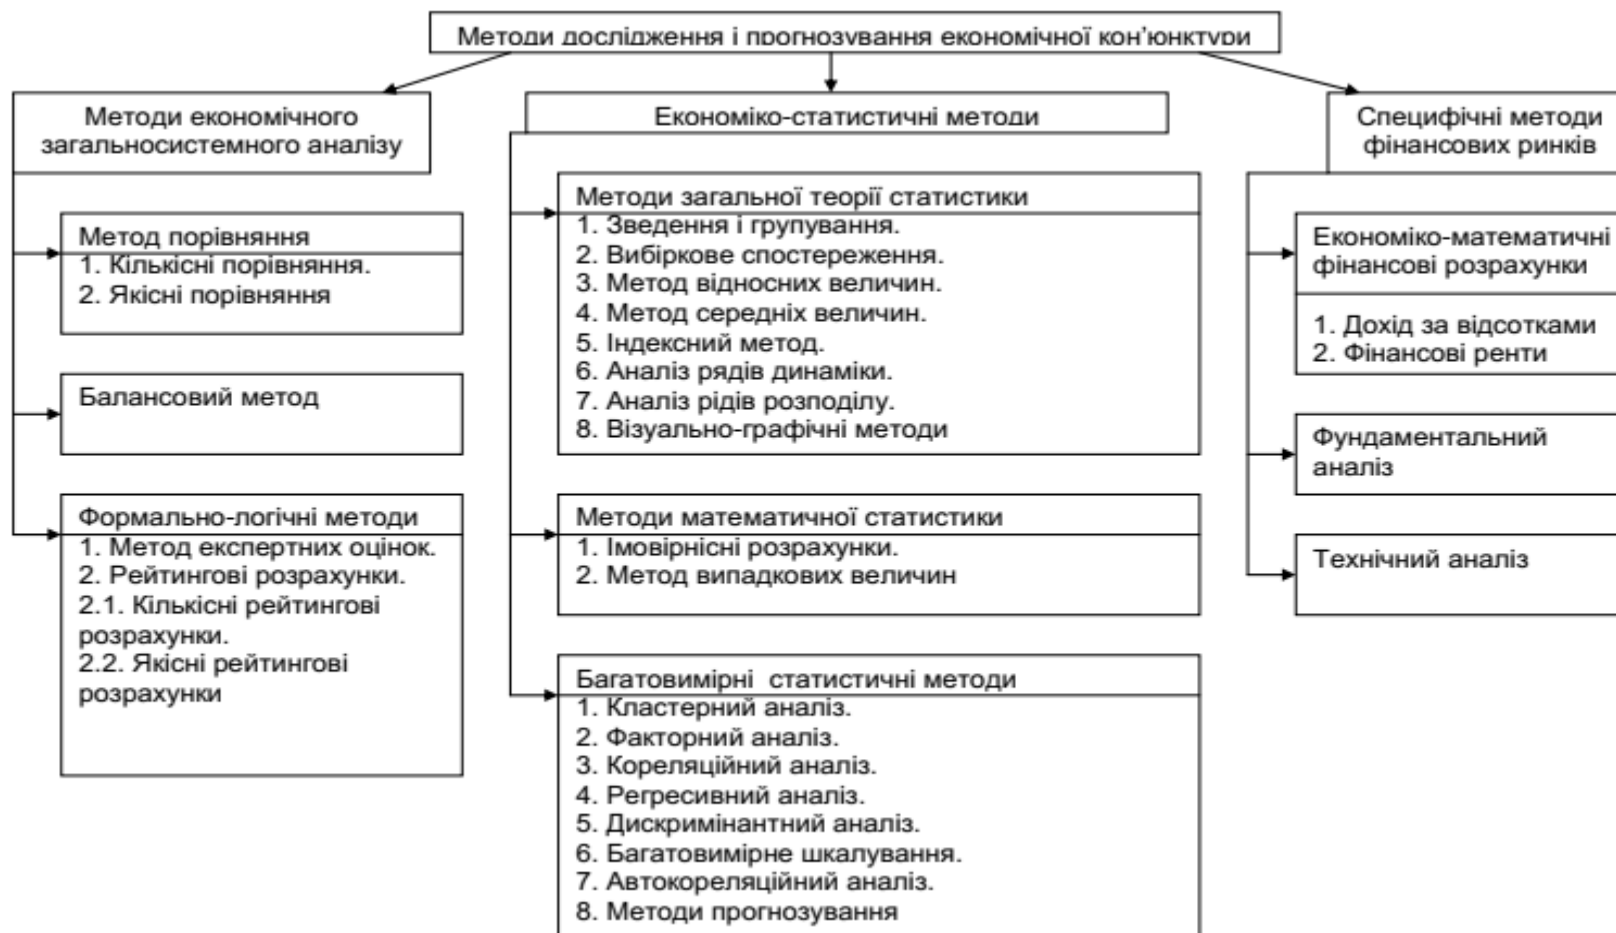 Методи дослідження і прогнозування економічної кон'юнктури
Методи економічного
загальносистемного аналізу
Метод порівняння
1. Кількісні порівняння.
2. Якісні порівняння
Балансовий метод
Формально-логічні методи
1. Метод експертних оцінок.
2. Рейтингові розрахунки.
2.1. Кількісні рейтингові
розрахунки.
2.2. Якісні рейтингові
розрахунки
Економіко-статистичні методи
Методи загальної теорії статистики
1. Зведення і групування.
2. Вибіркове спостереження.
3. Метод відносних величин.
4. Метод середніх величин.
5. Індексний метод.
6. Аналіз рядів динаміки.
7. Аналіз рідів розподілу.
8. Візуально-графічні методи
Методи математичної статистики
1. Імовірнісні розрахунки.
2. Метод випадкових величин
Багатовимірні статистичні методи
1. Кластерний аналіз.
2. Факторний аналіз.
3. Кореляційний аналіз.
4. Регресивний аналіз.
5. Дискримінантний аналіз.
6. Багатовимірне шкалування.
7. Автокореляційний аналіз.
8. Методи прогнозування
Специфічні методи
фінансових ринків
Економіко-математичні
фінансові розрахунки
1. Дохід за відсотками
2. Фінансові ренти
Фундаментальний
аналіз
Технічний аналіз